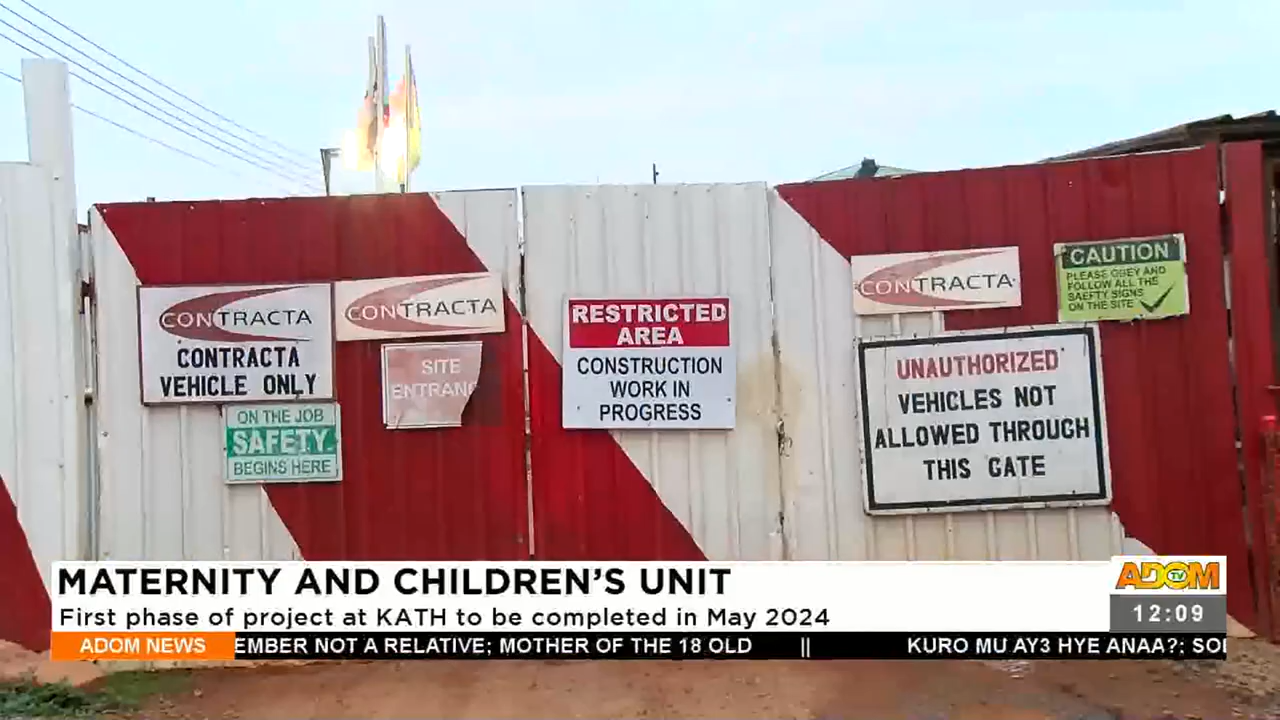 CONTRACTA
CONTRACTA
VEHICLE ONLY
CONTRACTA
SITE
ON THE JOB
SAFETY
BEGINS HERE
RESTRICTED
AREA
CONSTRUCTION
WORK IN
PROGRESS
CONTRACTA
CAUTION
PLEASE OBEY AND
FOLLOW ALL THE
SAEFTY SIGNS
ON THE SITE
UNAUTHORIZED
VEHICLES NOT
ALLOWED THROUGH
THIS GATE
MATERNITY AND CHILDREN'S UNIT
First phase of project at KATH to be completed in May 2024
ADOM TV
12:09
ADOM NEWS
EMBER NOT A RELATIVE; MOTHER OF THE 18 OLD || KURO MU AY3 HYE ANAA?: